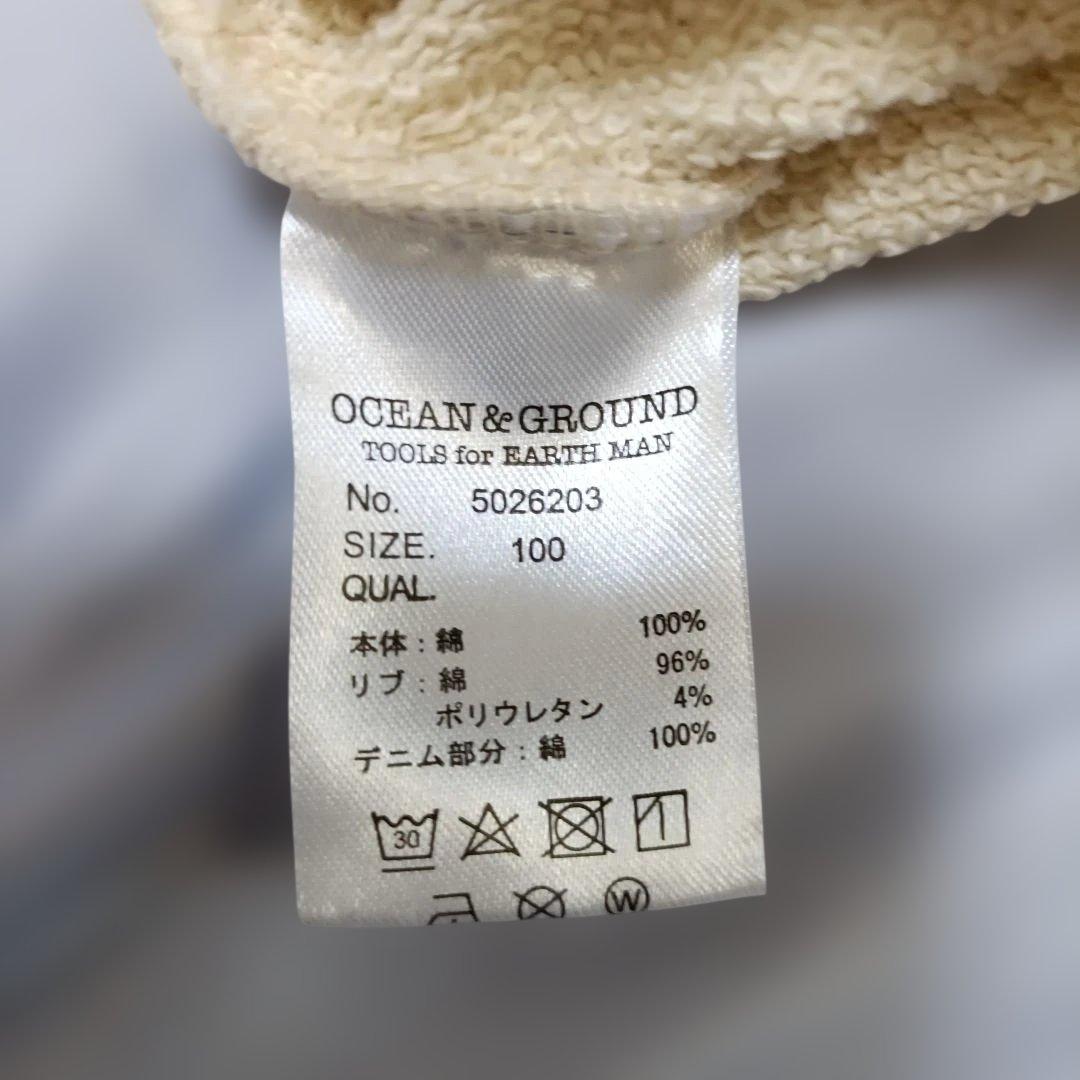 OCEAN & GROUND
TOOLS for EARTH MAN
No. 5026203
SIZE. 100
QUAL.
本体：綿 100%
リブ：綿 96%
ポリウレタン 4%
デニム部分：綿 100%
30
W